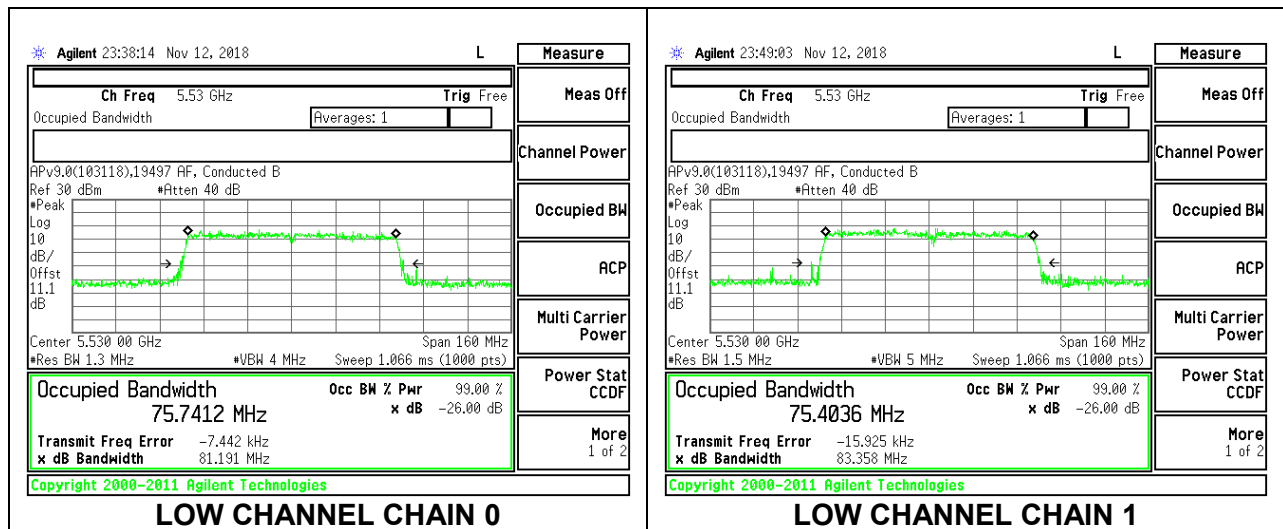 Agilent 23:38:14 Nov 12, 2018 L
Measure
Ch Freq 5.53 GHz Trig Free
Meas Off
Occupied Bandwidth Averages: 1
Channel Power
APv9.0(103118),19497 AF, Conducted B
Ref 30 dBm #Atten 40 dB
#Peak
Log
10
dB/
Offst
11.1
dB
Occupied BW
ACP
Multi Carrier
Power
Center 5.530 00 GHz Span 160 MHz
#Res BW 1.3 MHz #VBW 4 MHz Sweep 1.066 ms (1000 pts)
Power Stat
CCDF
Occupied Bandwidth Occ BW % Pwr 99.00 %
75.7412 MHz x dB -26.00 dB
Transmit Freq Error -7.442 kHz
x dB Bandwidth 81.191 MHz
More
1 of 2
Copyright 2000-2011 Agilent Technologies
LOW CHANNEL CHAIN 0
Agilent 23:49:03 Nov 12, 2018 L
Measure
Ch Freq 5.53 GHz Trig Free
Meas Off
Occupied Bandwidth Averages: 1
Channel Power
APv9.0(103118),19497 AF, Conducted B
Ref 30 dBm #Atten 40 dB
#Peak
Log
10
dB/
Offst
11.1
dB
Occupied BW
ACP
Multi Carrier
Power
Center 5.530 00 GHz Span 160 MHz
#Res BW 1.5 MHz #VBW 5 MHz Sweep 1.066 ms (1000 pts)
Power Stat
CCDF
Occupied Bandwidth Occ BW % Pwr 99.00 %
75.4036 MHz x dB -26.00 dB
Transmit Freq Error -15.925 kHz
x dB Bandwidth 83.358 MHz
More
1 of 2
Copyright 2000-2011 Agilent Technologies
LOW CHANNEL CHAIN 1